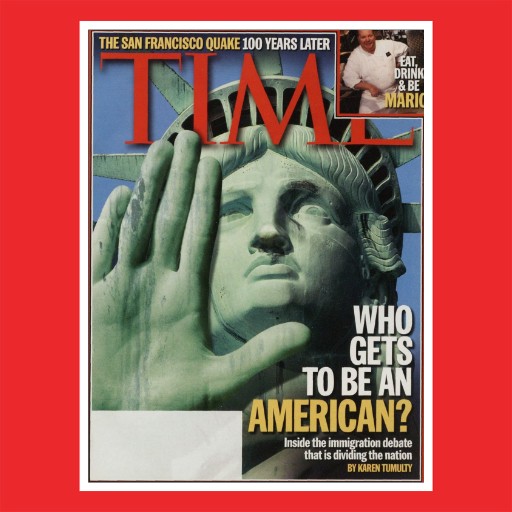 THE SAN FRANCISCO QUAKE 100 YEARS LATER
TIME
EAT,
DRINK
& BE
MARIO
WHO
GETS
TO BE AN
AMERICAN?
Inside the immigration debate
that is dividing the nation
BY KAREN TUMULTY